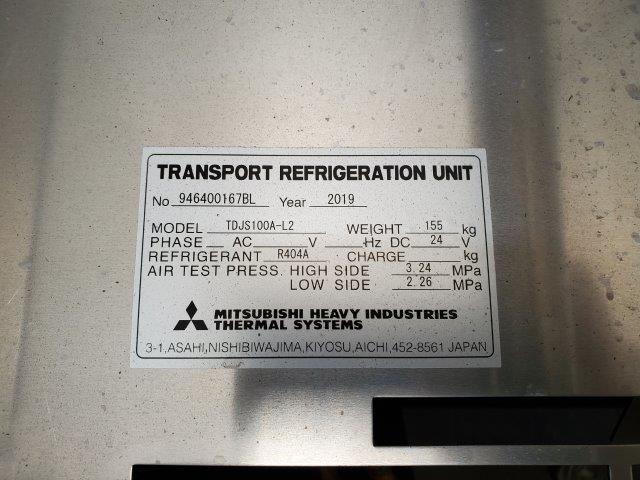 TRANSPORT REFRIGERATION UNIT
No 946400167BL Year 2019
MODEL TDJS100A-L2 WEIGHT 155 kg
PHASE AC V Hz DC 24 V
REFRIGERANT R404A CHARGE kg
AIR TEST PRESS. HIGH SIDE 3.24 MPa
LOW SIDE 2.26 MPa
MITSUBISHI HEAVY INDUSTRIES
THERMAL SYSTEMS
3-1,ASAHI,NISHIBIWAJIMA,KIYOSU,AICHI,452-8561 JAPAN